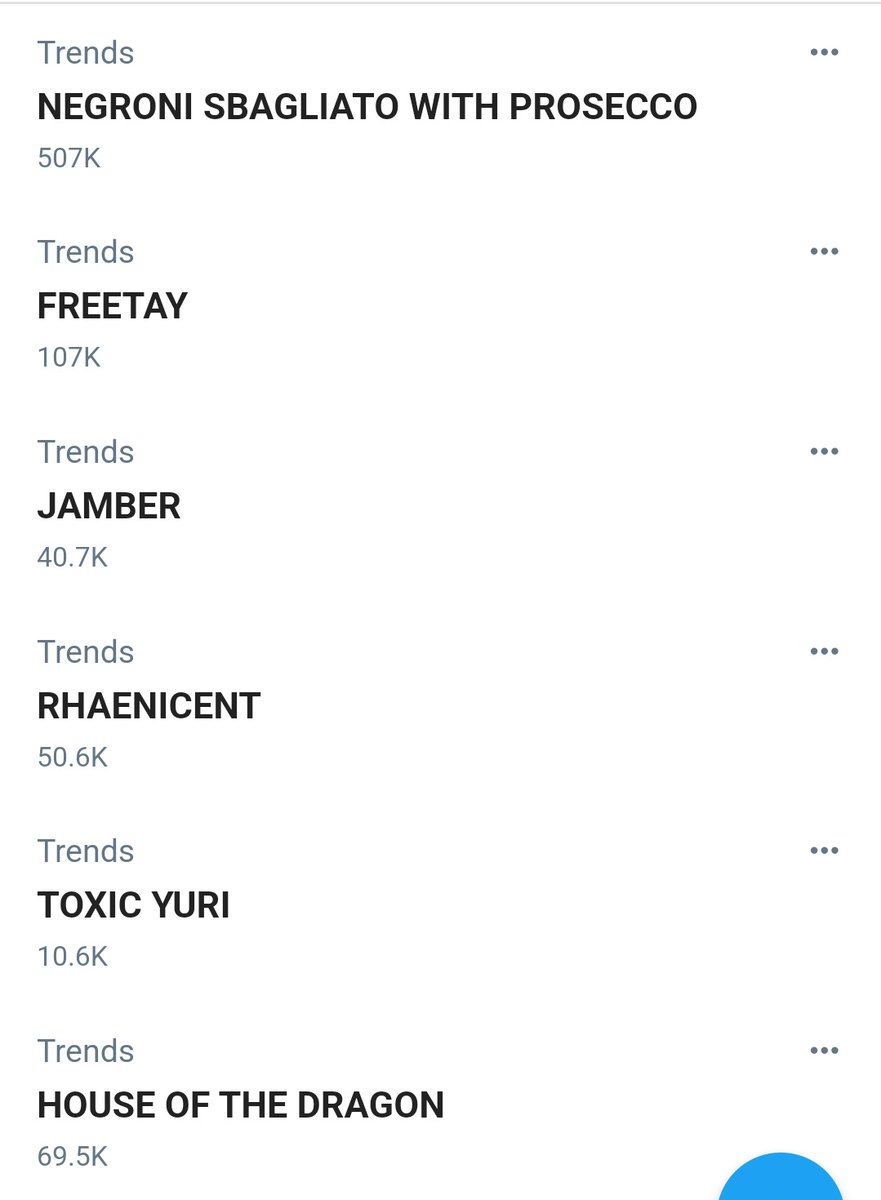 Trends
NEGRONI SBAGLIATO WITH PROSECCO
507K
Trends
FREETAY
107K
Trends
JAMBER
40.7K
Trends
RHAENICENT
50.6K
Trends
TOXIC YURI
10.6K
Trends
HOUSE OF THE DRAGON
69.5K